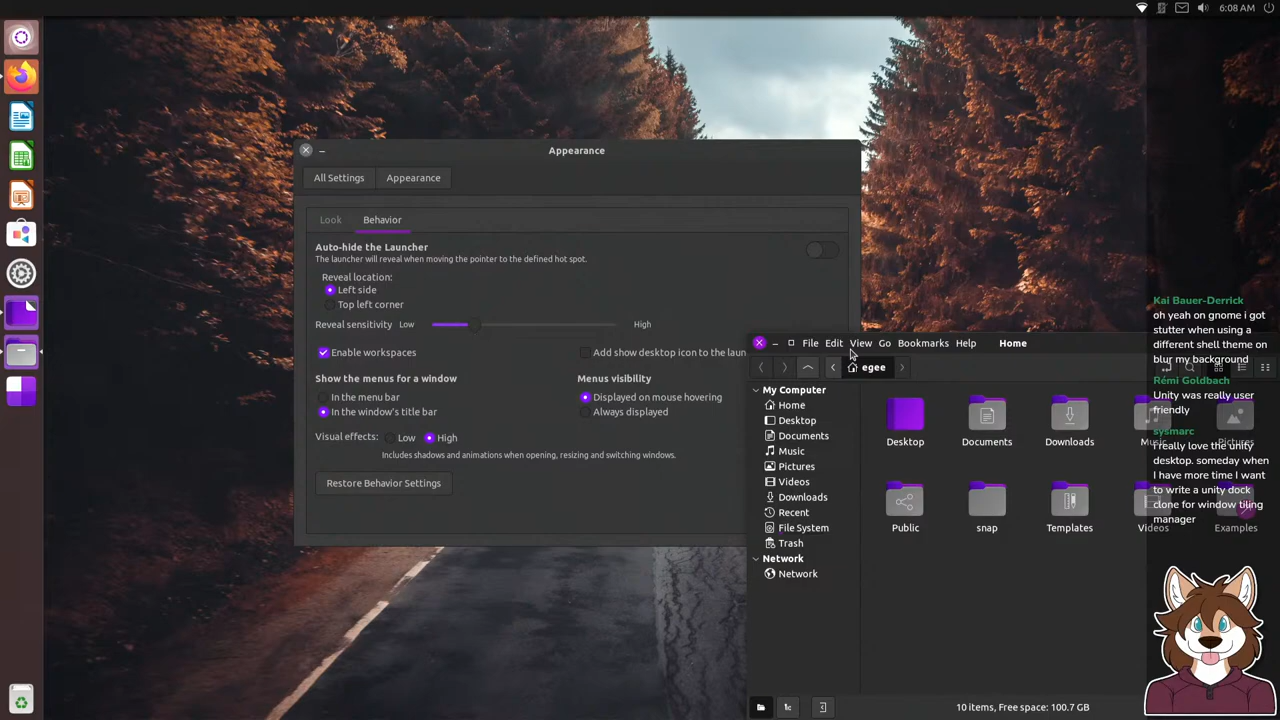 6:08 AM
Appearance
All Settings
Appearance
Look
Behavior
Auto-hide the Launcher
The launcher will reveal when moving the pointer to the defined hot spot.
Reveal location:
Left side
Top left corner
Reveal sensitivity
Low
High
Enable workspaces
Add show desktop icon to the laun
Show the menus for a window
Menus visibility
In the menu bar
Displayed on mouse hovering
In the window's title bar
Always displayed
Visual effects:
Low
High
Includes shadows and animations when opening, resizing and switching windows.
Restore Behavior Settings
File Edit View Go Bookmarks Help
Home
egee
My Computer
Home
Desktop
Documents
Music
Pictures
Videos
Downloads
Recent
File System
Trash
Network
Network
Desktop
Documents
Downloads
Music
Pictures
Public
snap
Templates
Videos
Examples
10 items, Free space: 100.7 GB
Kai Bauer-Derrick
oh yeah on gnome i got
stutter when using a
different shell theme on
blur my background
Rémi Goldbach
Unity was really user
friendly
sysmarc
I really love the unity
desktop. someday when
I have more time I want
to write a unity dock
clone for window tiling
manager